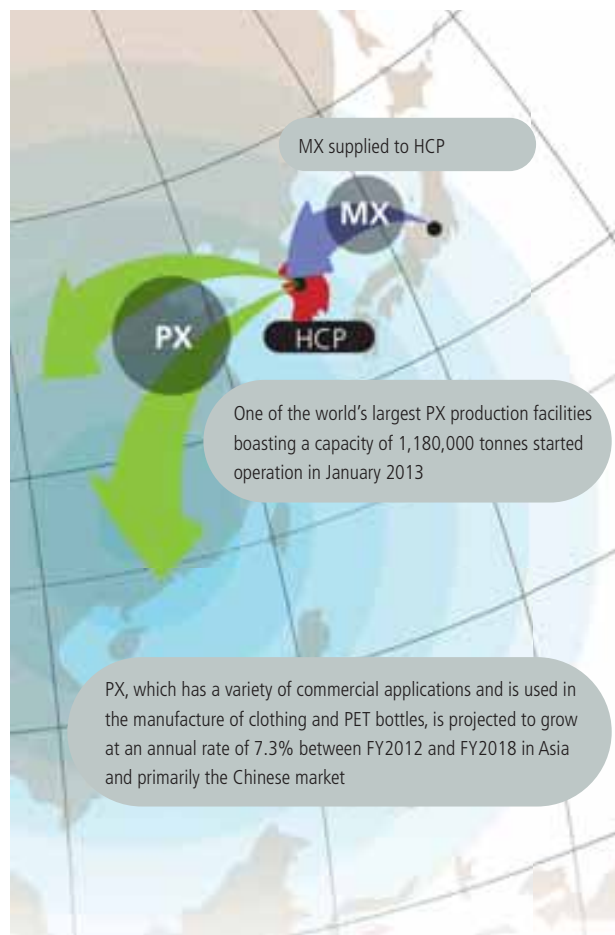 MX supplied to HCP
MX
PX
HCP
One of the world’s largest PX production facilities
boasting a capacity of 1,180,000 tonnes started
operation in January 2013
PX, which has a variety of commercial applications and is used in
the manufacture of clothing and PET bottles, is projected to grow
at an annual rate of 7.3% between FY2012 and FY2018 in Asia
and primarily the Chinese market